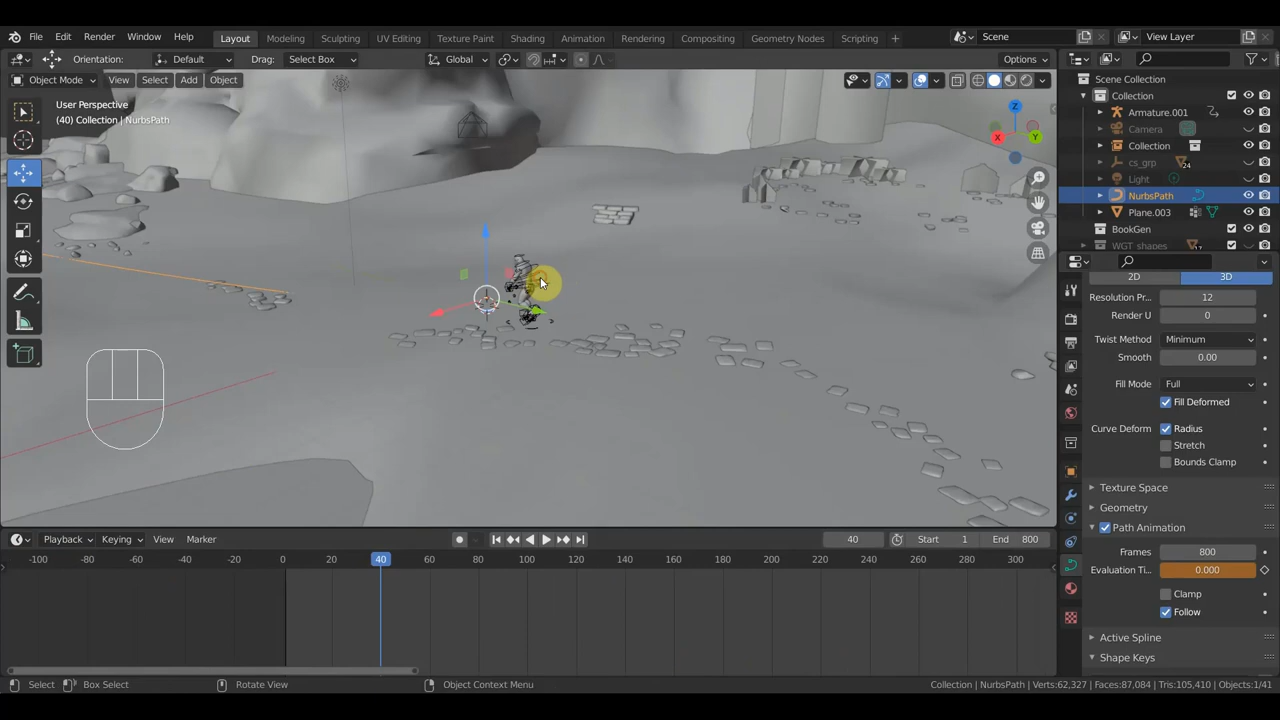 File Edit Render Window Help Layout Modeling Sculpting UV Editing Texture Paint Shading Animation Rendering Compositing Geometry Nodes Scripting + Scene View Layer
Orientation: Default Drag: Select Box Global Options
Object Mode View Select Add Object
User Perspective
(40) Collection | NurbsPath
Z
X
Y
Scene Collection
Collection
Armature.001
Camera
Collection
cs_grp 24
Light
NurbsPath
Plane.003
BookGen
WGT_shapes
2D 3D
Resolution Pr... 12
Render U 0
Twist Method Minimum
Smooth 0.00
Fill Mode Full
Fill Deformed
Curve Deform Radius
Stretch
Bounds Clamp
Texture Space
Geometry
Path Animation
Frames 800
Evaluation Ti... 0.000
Clamp
Follow
Active Spline
Shape Keys
Playback Keying View Marker 40 Start 1 End 800
-100 -80 -60 -40 -20 0 20 40 60 80 100 120 140 160 180 200 220 240 260 280 300
Select Box Select Rotate View Object Context Menu Collection | NurbsPath | Verts:62,327 | Faces:87,084 | Tris:105,410 | Objects:1/41